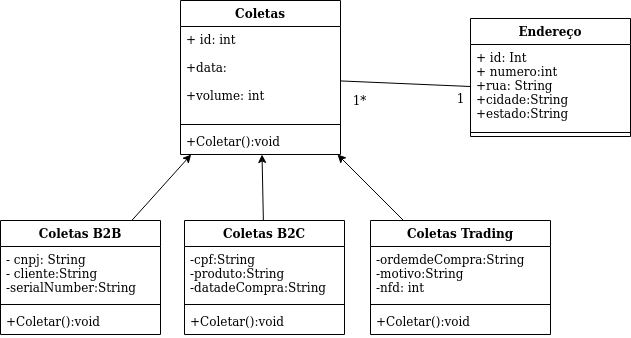 Coletas
+ id: int
+data:
+volume: int
+Coletar():void
Endereço
+ id: Int
+ numero:int
+rua: String
+cidade:String
+estado:String
1*
1
Coletas B2B
- cnpj: String
- cliente:String
-serialNumber:String
+Coletar():void
Coletas B2C
-cpf:String
-produto:String
-datadeCompra:String
+Coletar():void
Coletas Trading
-ordemdeCompra:String
-motivo:String
-nfd: int
+Coletar():void